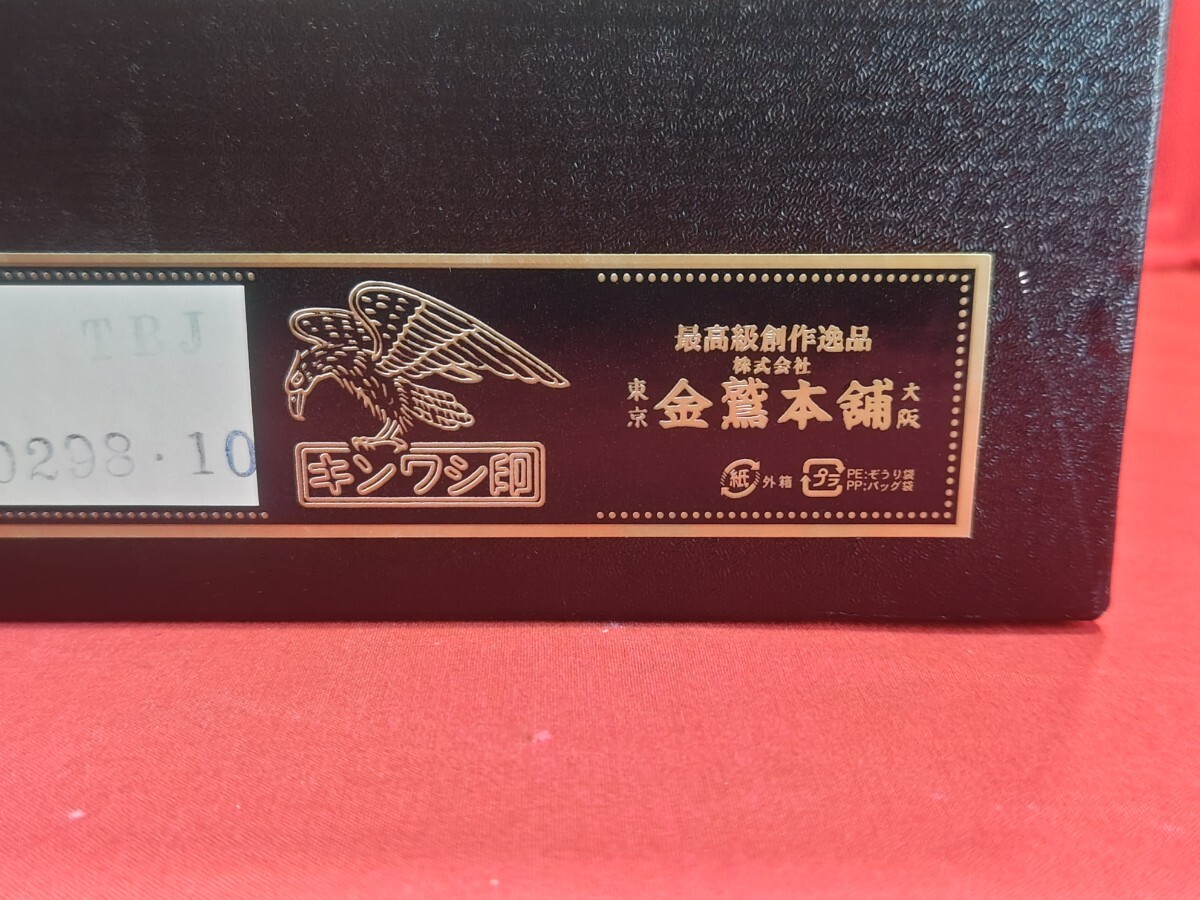 TPJ
0298・10
キンワシ印
最高級創作逸品
株式会社
東京 金鷲本舗 大阪
紙 外箱 プラ PE:ぞうり袋
PP:バッグ袋